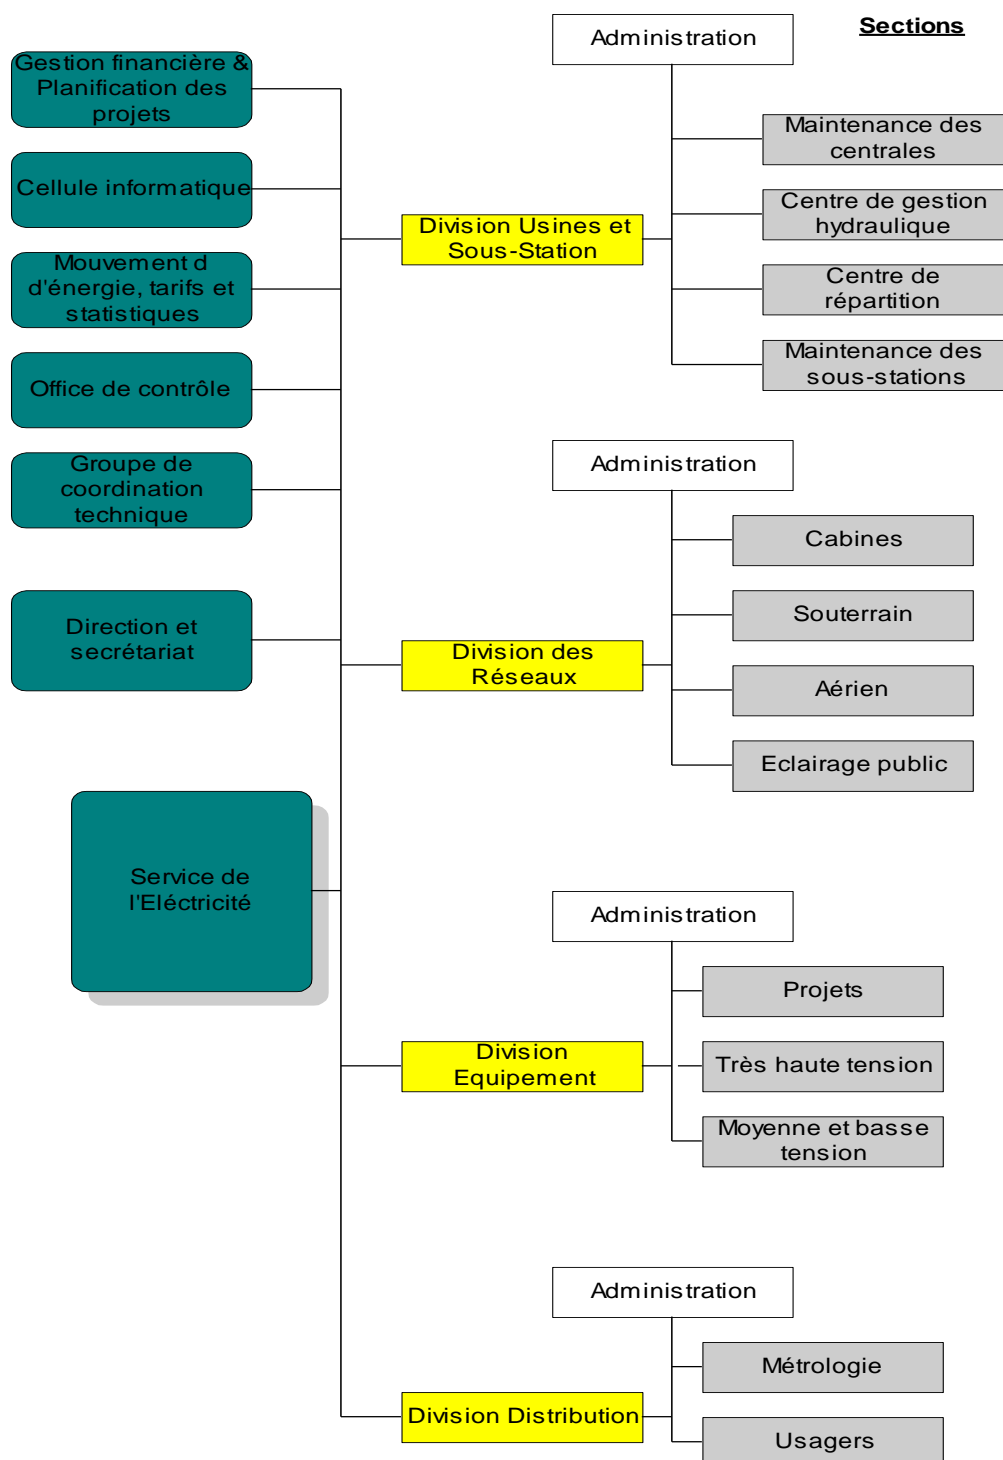 Sections
Gestion financière &
Planification des
projets
Cellule informatique
Mouvement d
d'énergie, tarifs et
statistiques
Office de contrôle
Groupe de
coordination
technique
Direction et
secrétariat
Service de
l'Eléctricité
Administration
Division Usines et
Sous-Station
Maintenance des
centrales
Centre de gestion
hydraulique
Centre de
répartition
Maintenance des
sous-stations
Administration
Division des
Réseaux
Cabines
Souterrain
Aérien
Eclairage public
Administration
Division
Equipement
Projets
Très haute tension
Moyenne et basse
tension
Administration
Division Distribution
Métrologie
Usagers